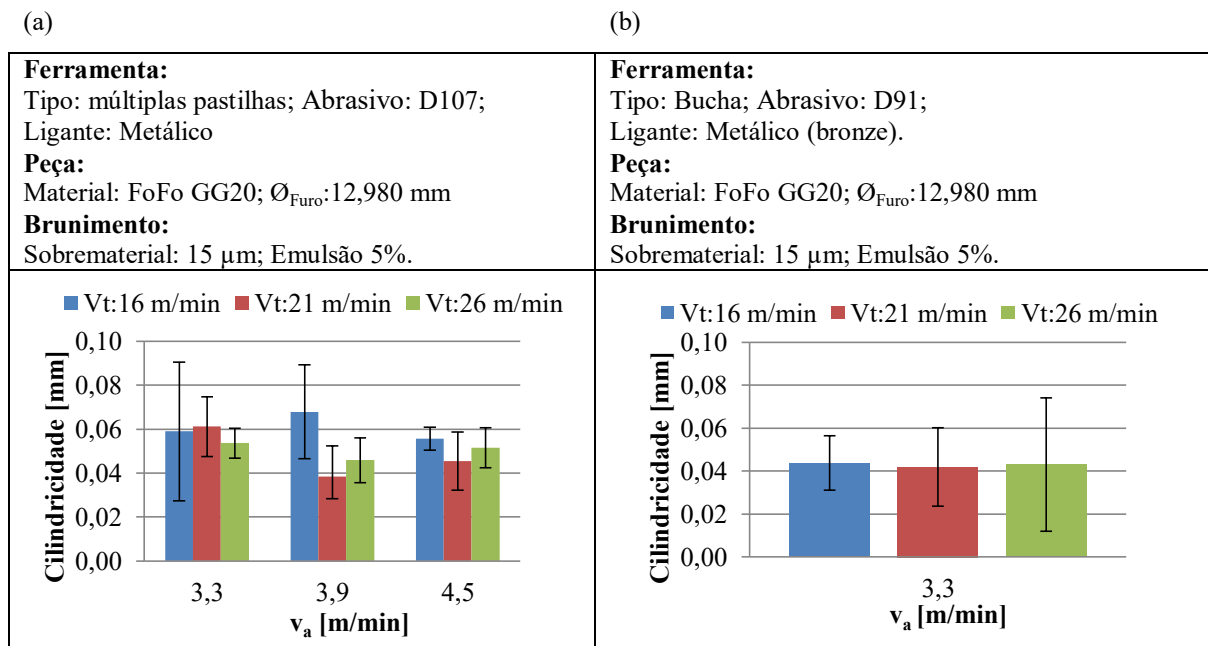 (a)
(b)
Ferramenta:
Tipo: múltiplas pastilhas; Abrasivo: D107;
Ligante: Metálico
Peça:
Material: FoFo GG20; ØFuro:12,980 mm
Brunimento:
Sobrematerial: 15 µm; Emulsão 5%.
Ferramenta:
Tipo: Bucha; Abrasivo: D91;
Ligante: Metálico (bronze).
Peça:
Material: FoFo GG20; ØFuro:12,980 mm
Brunimento:
Sobrematerial: 15 µm; Emulsão 5%.
Vt:16 m/min Vt:21 m/min Vt:26 m/min
Cilindricidade [mm]
0,10
0,08
0,06
0,04
0,02
0,00
3,3 3,9 4,5
va [m/min]
Vt:16 m/min Vt:21 m/min Vt:26 m/min
Cilindricidade [mm]
0,10
0,08
0,06
0,04
0,02
0,00
3,3
va [m/min]